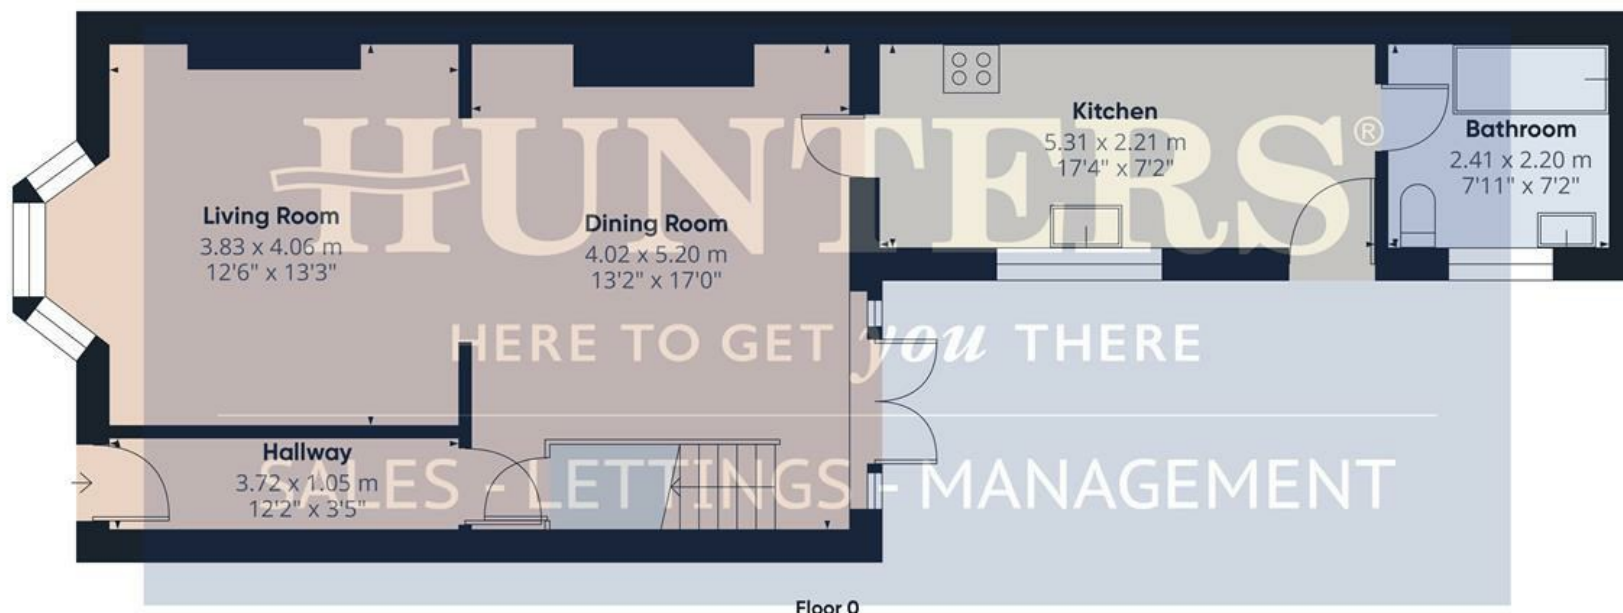 HUNTERS®
HERE TO GET you THERE
SALES - LETTINGS - MANAGEMENT
Living Room
3.83 x 4.06 m
12'6" x 13'3"
Dining Room
4.02 x 5.20 m
13'2" x 17'0"
Kitchen
5.31 x 2.21 m
17'4" x 7'2"
Bathroom
2.41 x 2.20 m
7'11" x 7'2"
Hallway
3.72 x 1.05 m
12'2" x 3'5"
Floor 0